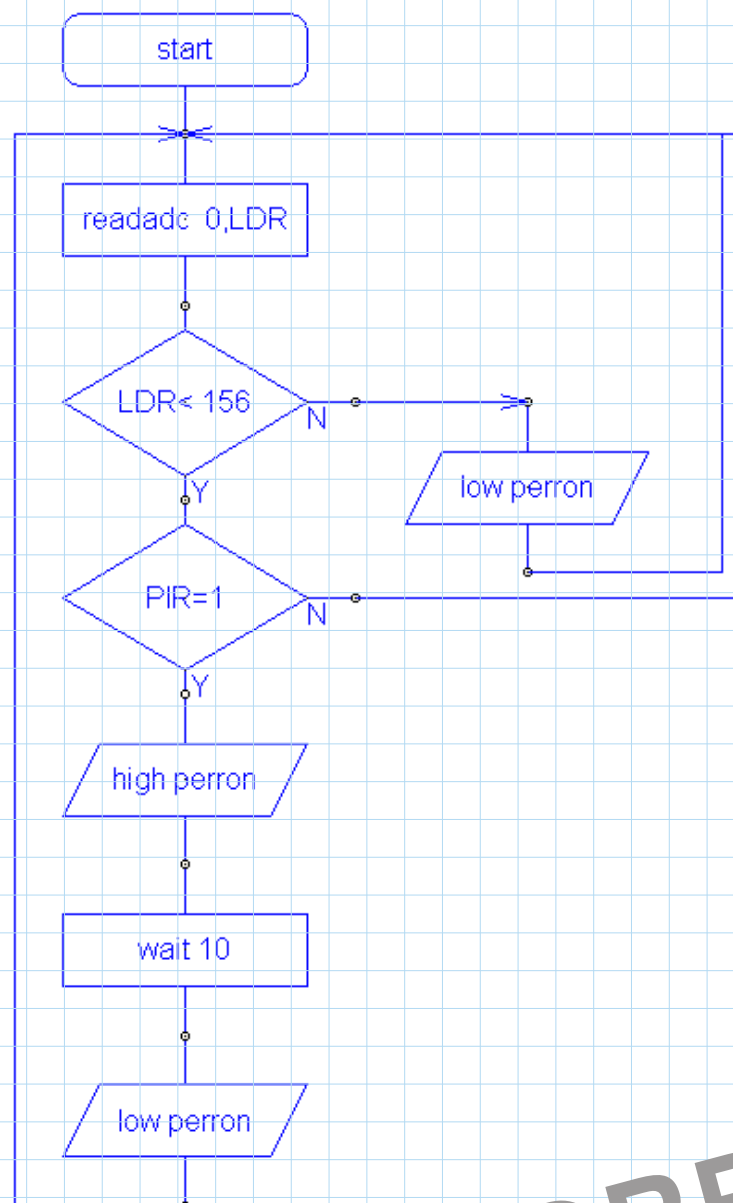 start
readadc 0,LDR
LDR< 156
N
Y
low perron
PIR=1
N
Y
high perron
wait 10
low perron